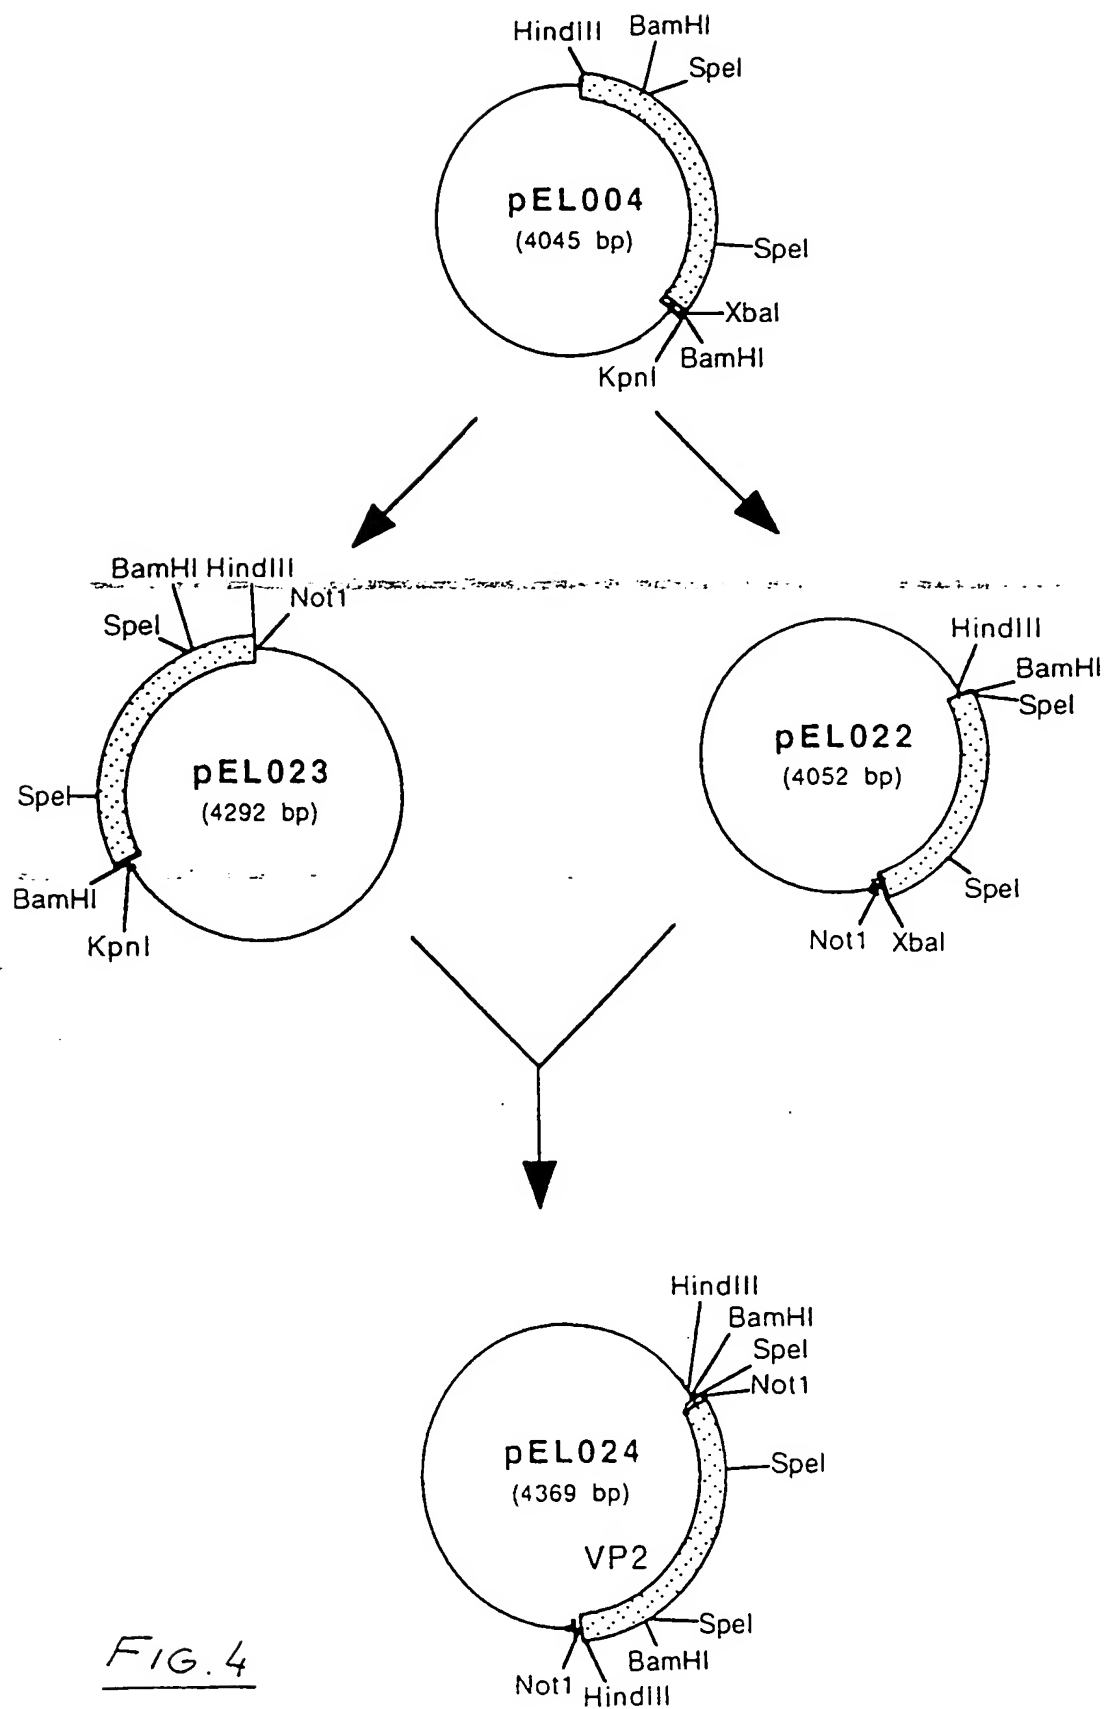 HindIII
BamHI
SpeI
pEL004
(4045 bp)
SpeI
XbaI
BamHI
KpnI
BamHI HindIII
Not1
SpeI
pEL023
(4292 bp)
SpeI
BamHI
KpnI
HindIII
BamHI
SpeI
pEL022
(4052 bp)
SpeI
Not1 XbaI
HindIII
BamHI
SpeI
Not1
pEL024
(4369 bp)
SpeI
VP2
SpeI
BamHI
Not1 HindIII
FIG. 4